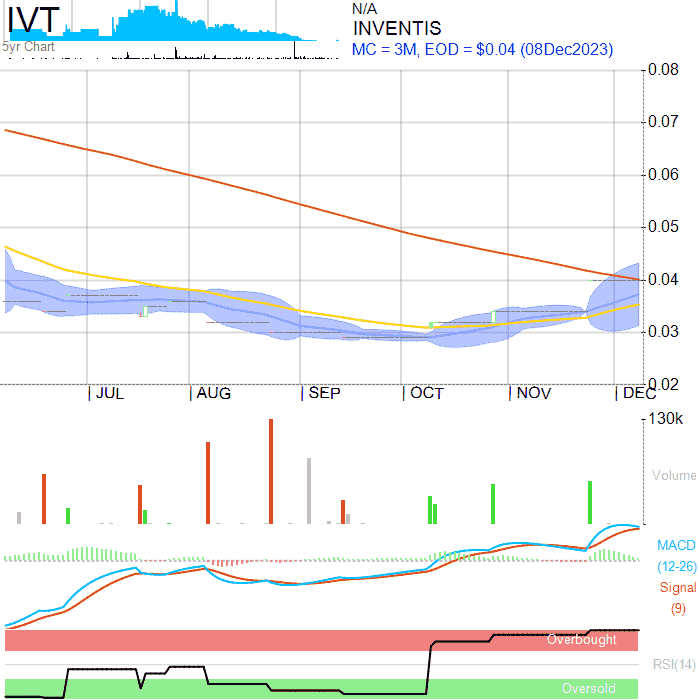 IVT
5yr Chart
N/A
INVENTIS
MC = 3M, EOD = $0.04 (08Dec2023)
0.08
0.07
0.06
0.05
0.04
0.03
0.02
JUL AUG SEP OCT NOV DEC
130k
Volume
MACD
(12-26)
Signal
(9)
Overbought
RSI(14)
Oversold